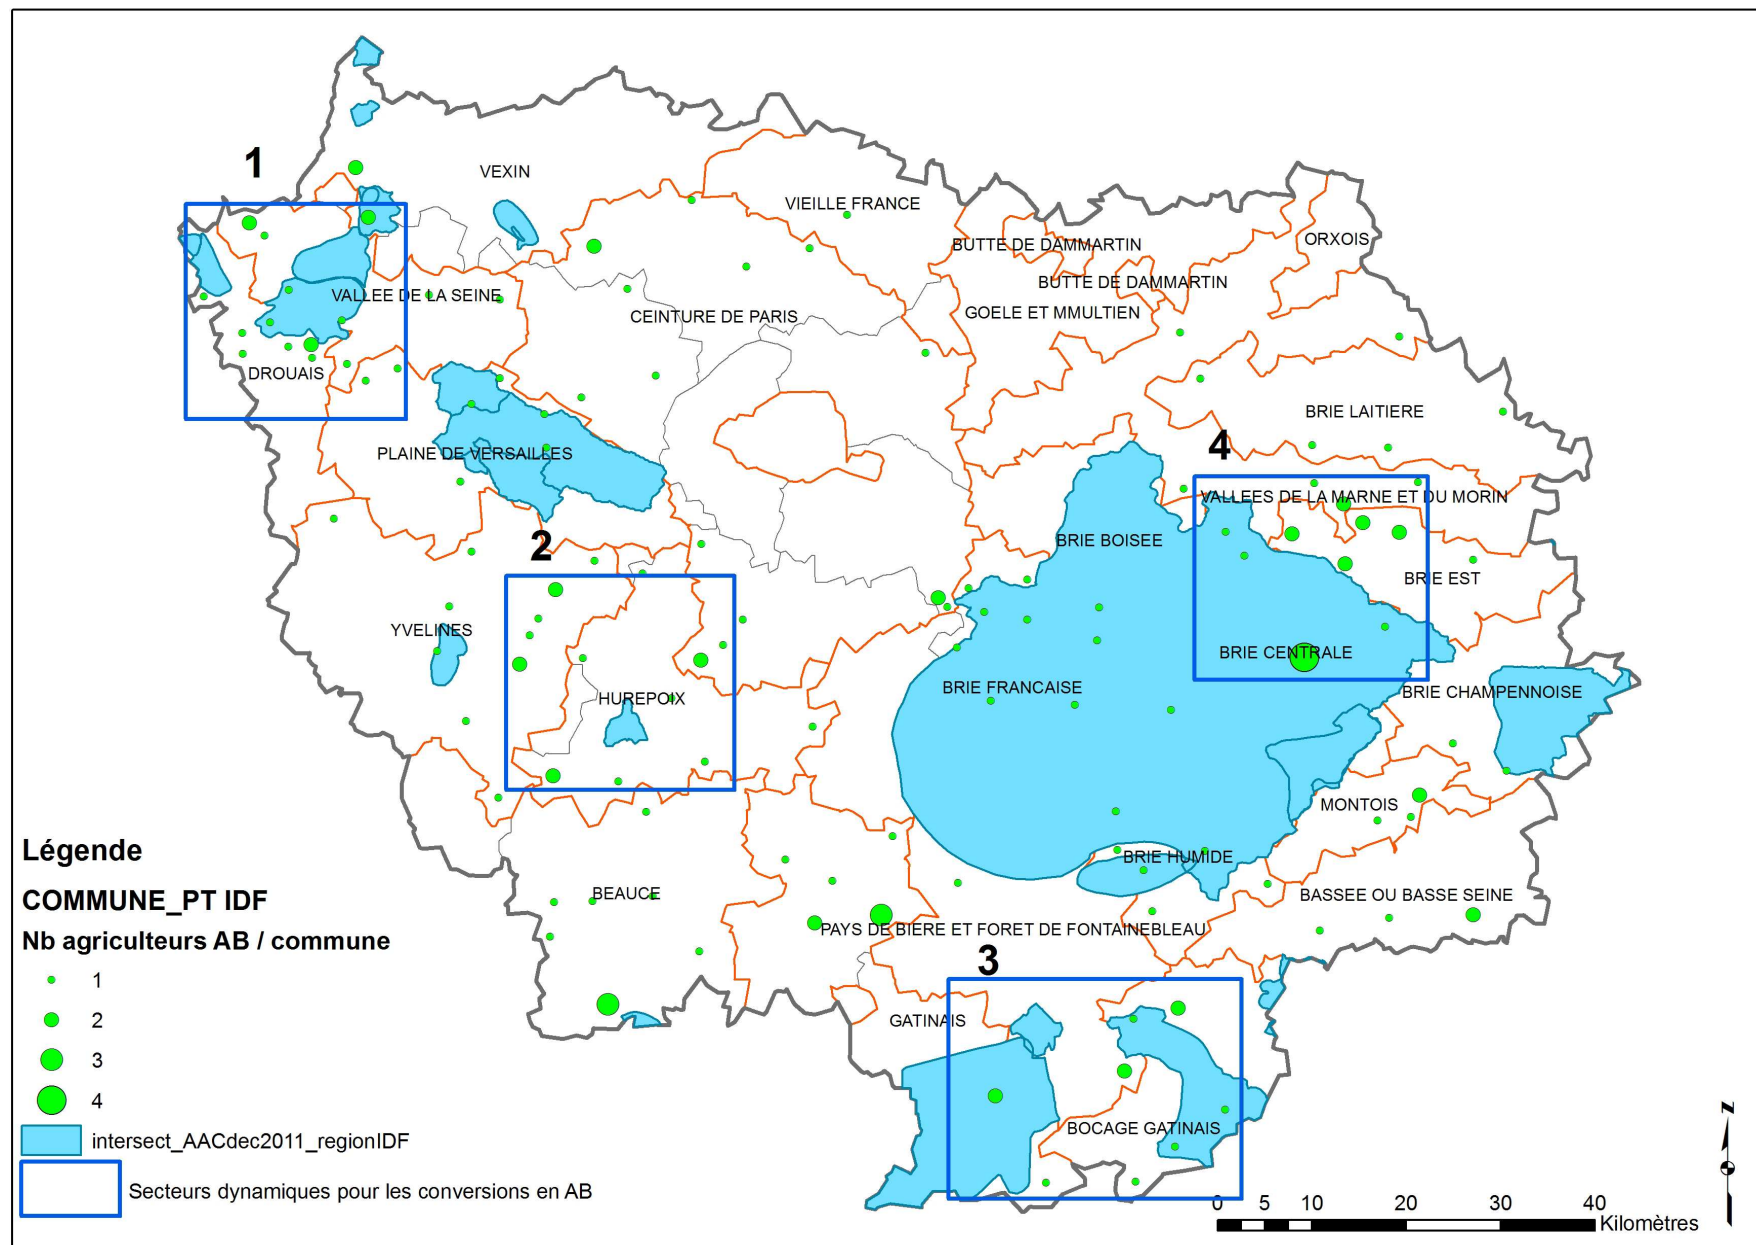 1
VEXIN
VIEILLE FRANCE
BUTTE DE DAMMARTIN
ORXOIS
BUTTE DE DAMMARTIN
VALLEE DE LA SEINE
CEINTURE DE PARIS
GOELE ET MMULTIEN
DROUAIS
BRIE LAITIERE
4
PLAINE DE VERSAILLES
VALLEES DE LA MARNE ET DU MORIN
2
BRIE BOISEE
BRIE EST
YVELINES
BRIE CENTRALE
BRIE FRANCAISE
BRIE CHAMPENNOISE
HUREPOIX
MONTOIS
BRIE HUMIDE
BEAUCE
BASSEE OU BASSE SEINE
PAYS DE BIERE ET FORET DE FONTAINEBLEAU
3
GATINAIS
BOCAGE GATINAIS
Légende
COMMUNE_PT IDF
Nb agriculteurs AB / commune
1
2
3
4
intersect_AACdec2011_regionIDF
Secteurs dynamiques pour les conversions en AB
N
0 5 10 20 30 40
Kilomètres